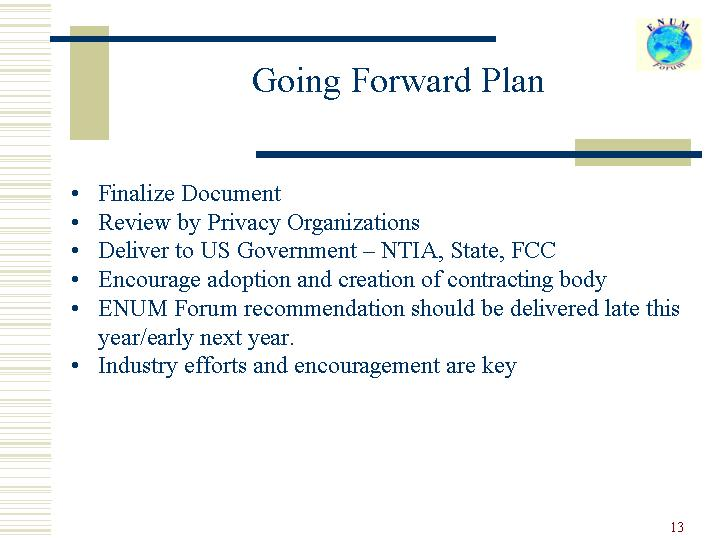 ENUM
Forum
Going Forward Plan
• Finalize Document
• Review by Privacy Organizations
• Deliver to US Government – NTIA, State, FCC
• Encourage adoption and creation of contracting body
• ENUM Forum recommendation should be delivered late this
year/early next year.
• Industry efforts and encouragement are key
13